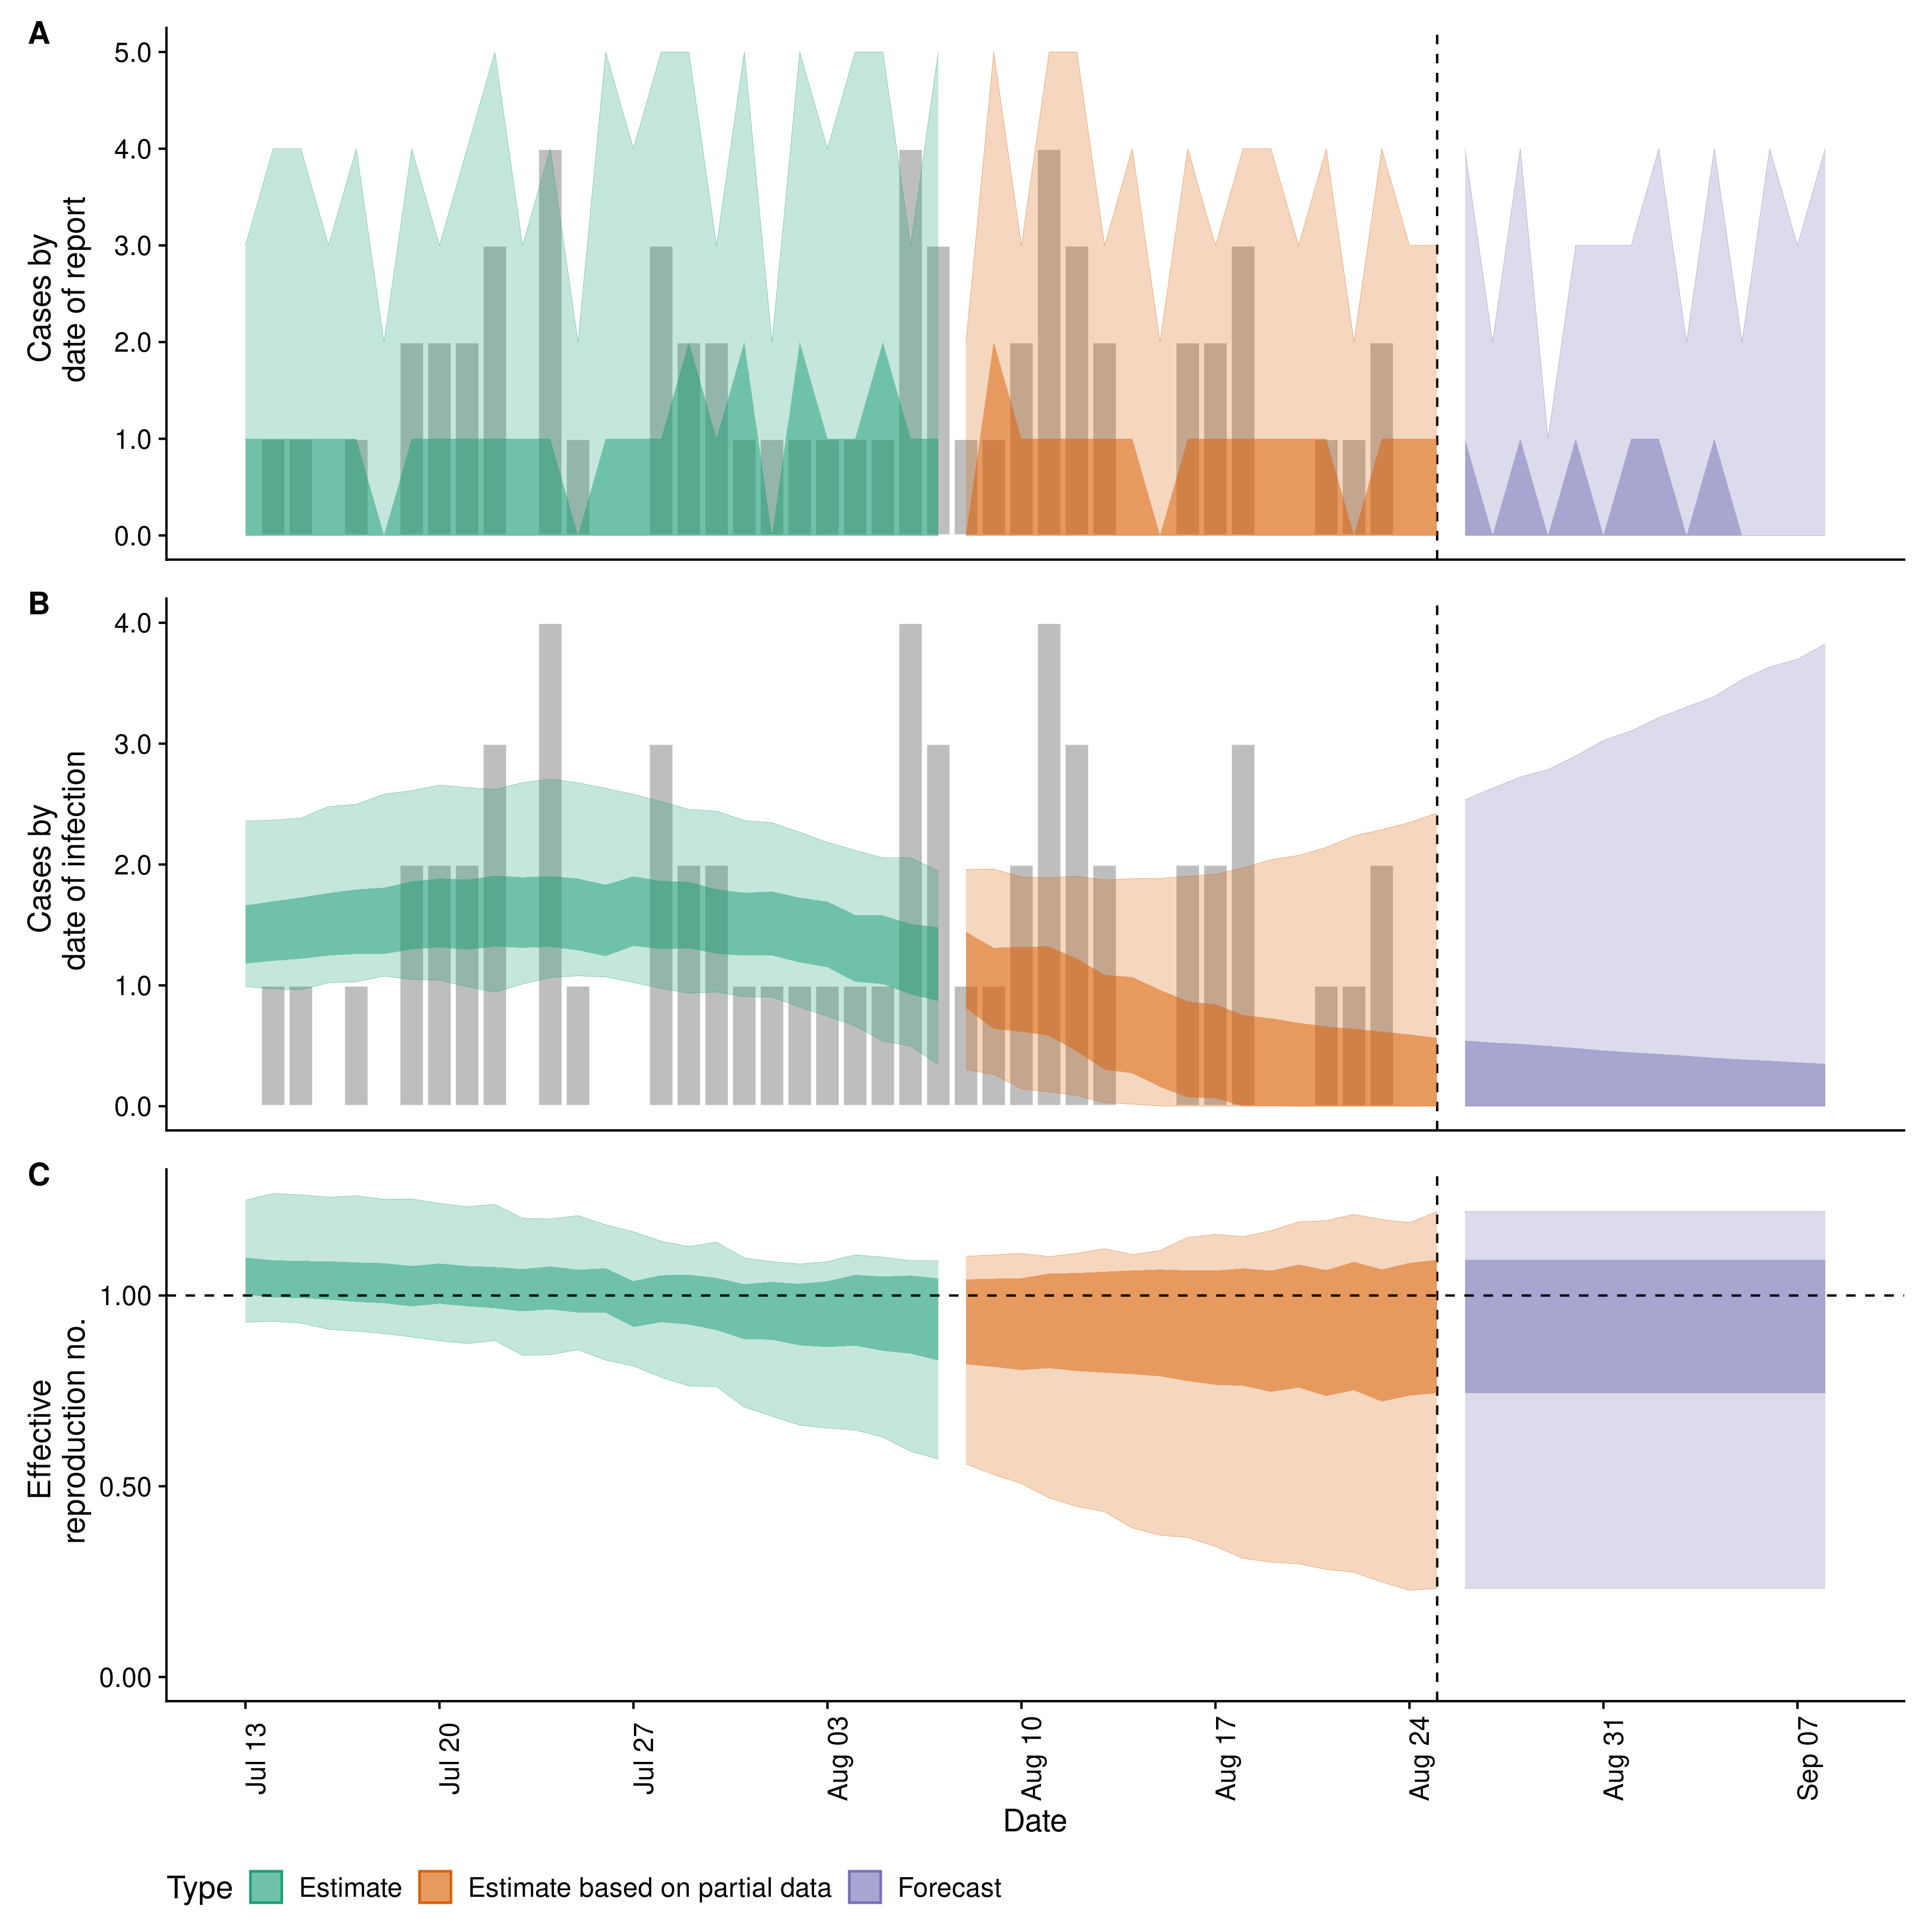 A
5.0
4.0
3.0
2.0
1.0
0.0
Cases by
date of report
B
4.0
3.0
2.0
1.0
0.0
Cases by
date of infection
C
1.00
0.50
0.00
Effective
reproduction no.
Jul 13
Jul 20
Jul 27
Aug 03
Aug 10
Aug 17
Aug 24
Aug 31
Sep 07
Date
Type
Estimate
Estimate based on partial data
Forecast